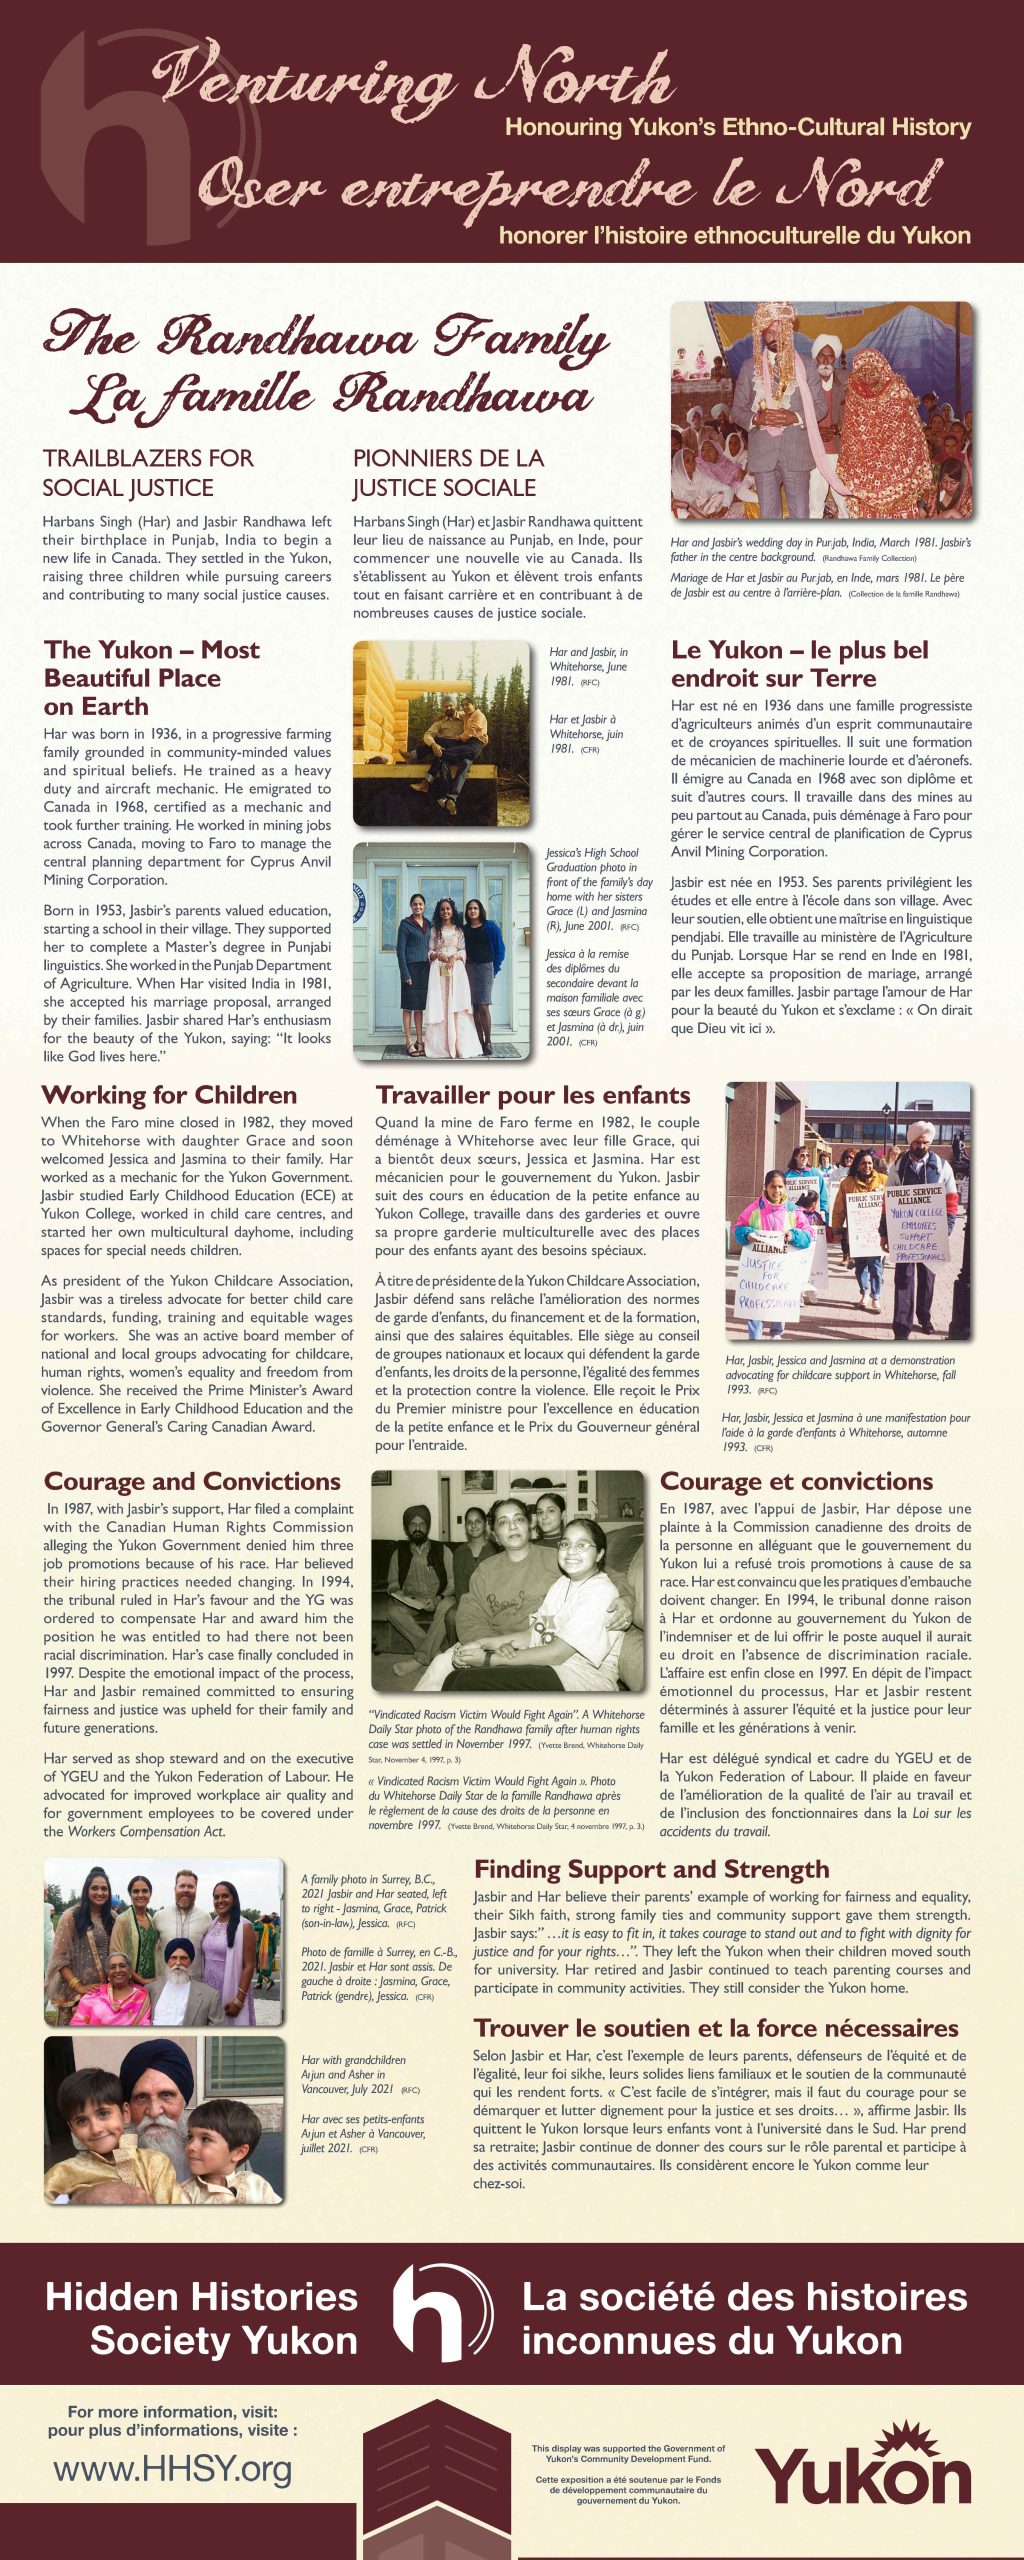 Venturing North
Honouring Yukon's Ethno-Cultural History
Oser entreprendre le Nord
honorer l'histoire ethnoculturelle du Yukon
The Randhawa Family
La famille Randhawa
TRAILBLAZERS FOR
SOCIAL JUSTICE
Harbans Singh (Har) and Jasbir Randhawa left
their birthplace in Punjab, India to begin a
new life in Canada. They settled in the Yukon,
raising three children while pursuing careers
and contributing to many social justice causes.
PIONNIERS DE LA
JUSTICE SOCIALE
Harbans Singh (Har) et Jasbir Randhawa quittent
leur lieu de naissance au Punjab, en Inde, pour
commencer une nouvelle vie au Canada. Ils
s'établissent au Yukon et élèvent trois enfants
tout en faisant carrière et en contribuant à de
nombreuses causes de justice sociale.
Har and Jasbir's wedding day in Punjab, India, March 1981. Jasbir's
father in the centre background. (Randhawa Family Collection)
Mariage de Har et Jasbir au Punjab, en Inde, mars 1981. Le père
de Jasbir est au centre à l'arrière-plan. (Collection de la famille Randhawa)
The Yukon – Most
Beautiful Place
on Earth
Har was born in 1936, in a progressive farming
family grounded in community-minded values
and spiritual beliefs. He trained as a heavy
duty and aircraft mechanic. He emigrated to
Canada in 1968, certified as a mechanic and
took further training. He worked in mining jobs
across Canada, moving to Faro to manage the
central planning department for Cyprus Anvil
Mining Corporation.
Born in 1953, Jasbir's parents valued education,
starting a school in their village. They supported
her to complete a Master's degree in Punjabi
linguistics. She worked in the Punjab Department
of Agriculture. When Har visited India in 1981,
she accepted his marriage proposal, arranged
by their families. Jasbir shared Har's enthusiasm
for the beauty of the Yukon, saying: "It looks
like God lives here."
Har and Jasbir, in
Whitehorse, June
1981. (RFC)
Har et Jasbir à
Whitehorse, juin
1981. (CFR)
Jessica's High School
Graduation photo in
front of the family's day
home with her sisters
Grace (L) and Jasmina
(R), June 2001. (RFC)
Jessica à la remise
des diplômes du
secondaire devant la
maison familiale avec
ses sœurs Grace (à g.)
et Jasmina (à dr.), juin
2001. (CFR)
Le Yukon – le plus bel
endroit sur Terre
Har est né en 1936 dans une famille progressiste
d'agriculteurs animés d'un esprit communautaire
et de croyances spirituelles. Il suit une formation
de mécanicien de machinerie lourde et d'aéronefs.
Il émigre au Canada en 1968 avec son diplôme et
suit d'autres cours. Il travaille dans des mines au
peu partout au Canada, puis déménage à Faro pour
gérer le service central de planification de Cyprus
Anvil Mining Corporation.
Jasbir est née en 1953. Ses parents privilégient les
études et elle entre à l'école dans son village. Avec
leur soutien, elle obtient une maîtrise en linguistique
pendjabi. Elle travaille au ministère de l'Agriculture
du Punjab. Lorsque Har se rend en Inde en 1981,
elle accepte sa proposition de mariage, arrangé
par les deux familles. Jasbir partage l'amour de Har
pour la beauté du Yukon et s'exclame : « On dirait
que Dieu vit ici ».
Working for Children
When the Faro mine closed in 1982, they moved
to Whitehorse with daughter Grace and soon
welcomed Jessica and Jasmina to their family. Har
worked as a mechanic for the Yukon Government.
Jasbir studied Early Childhood Education (ECE) at
Yukon College, worked in child care centres, and
started her own multicultural dayhome, including
spaces for special needs children.
As president of the Yukon Childcare Association,
Jasbir was a tireless advocate for better child care
standards, funding, training and equitable wages
for workers. She was an active board member of
national and local groups advocating for childcare,
human rights, women's equality and freedom from
violence. She received the Prime Minister's Award
of Excellence in Early Childhood Education and the
Governor General's Caring Canadian Award.
Travailler pour les enfants
Quand la mine de Faro ferme en 1982, le couple
déménage à Whitehorse avec leur fille Grace, qui
a bientôt deux sœurs, Jessica et Jasmina. Har est
mécanicien pour le gouvernement du Yukon. Jasbir
suit des cours en éducation de la petite enfance au
Yukon College, travaille dans des garderies et ouvre
sa propre garderie multiculturelle avec des places
pour des enfants ayant des besoins spéciaux.
À titre de présidente de la Yukon Childcare Association,
Jasbir défend sans relâche l'amélioration des normes
de garde d'enfants, du financement et de la formation,
ainsi que des salaires équitables. Elle siège au conseil
de groupes nationaux et locaux qui défendent la garde
d'enfants, les droits de la personne, l'égalité des femmes
et la protection contre la violence. Elle reçoit le Prix
du Premier ministre pour l'excellence en éducation
de la petite enfance et le Prix du Gouverneur général
pour l'entraide.
PUBLIC SERVICE
ALLIANCE
YUKON COLLEGE
EMPLOYEES
SUPPORT
CHILDCARE
PROFESSIONALS
ALLIANCE
JUSTICE
FOR
CHILDCARE
PROFESSIONALS
Har, Jasbir, Jessica and Jasmina at a demonstration
advocating for childcare support in Whitehorse, fall
1993. (RFC)
Har, Jasbir, Jessica et Jasmina à une manifestation pour
l'aide à la garde d'enfants à Whitehorse, automne
1993. (CFR)
Courage and Convictions
In 1987, with Jasbir's support, Har filed a complaint
with the Canadian Human Rights Commission
alleging the Yukon Government denied him three
job promotions because of his race. Har believed
their hiring practices needed changing. In 1994,
the tribunal ruled in Har's favour and the YG was
ordered to compensate Har and award him the
position he was entitled to had there not been
racial discrimination. Har's case finally concluded in
1997. Despite the emotional impact of the process,
Har and Jasbir remained committed to ensuring
fairness and justice was upheld for their family and
future generations.
Har served as shop steward and on the executive
of YGEU and the Yukon Federation of Labour. He
advocated for improved workplace air quality and
for government employees to be covered under
the Workers Compensation Act.
"Vindicated Racism Victim Would Fight Again". A Whitehorse
Daily Star photo of the Randhawa family after human rights
case was settled in November 1997. (Yvette Brend, Whitehorse Daily
Star, November 4, 1997, p. 3)
« Vindicated Racism Victim Would Fight Again ». Photo
du Whitehorse Daily Star de la famille Randhawa après
le règlement de la cause des droits de la personne en
novembre 1997. (Yvette Brend, Whitehorse Daily Star, 4 novembre 1997, p. 3.)
Courage et convictions
En 1987, avec l'appui de Jasbir, Har dépose une
plainte à la Commission canadienne des droits de
la personne en alléguant que le gouvernement du
Yukon lui a refusé trois promotions à cause de sa
race. Har est convaincu que les pratiques d'embauche
doivent changer. En 1994, le tribunal donne raison
à Har et ordonne au gouvernement du Yukon de
l'indemniser et de lui offrir le poste auquel il aurait
eu droit en l'absence de discrimination raciale.
L'affaire est enfin close en 1997. En dépit de l'impact
émotionnel du processus, Har et Jasbir restent
déterminés à assurer l'équité et la justice pour leur
famille et les générations à venir.
Har est délégué syndical et cadre du YGEU et de
la Yukon Federation of Labour. Il plaide en faveur
de l'amélioration de la qualité de l'air au travail et
de l'inclusion des fonctionnaires dans la Loi sur les
accidents du travail.
A family photo in Surrey, B.C.,
2021 Jasbir and Har seated, left
to right - Jasmina, Grace, Patrick
(son-in-law), Jessica. (RFC)
Photo de famille à Surrey, en C.-B.,
2021. Jasbir et Har sont assis. De
gauche à droite : Jasmina, Grace,
Patrick (gendre), Jessica. (CFR)
Har with grandchildren
Arjun and Asher in
Vancouver, July 2021 (RFC)
Har avec ses petits-enfants
Arjun et Asher à Vancouver,
juillet 2021. (CFR)
Finding Support and Strength
Jasbir and Har believe their parents' example of working for fairness and equality,
their Sikh faith, strong family ties and community support gave them strength.
Jasbir says:" …it is easy to fit in, it takes courage to stand out and to fight with dignity for
justice and for your rights…". They left the Yukon when their children moved south
for university. Har retired and Jasbir continued to teach parenting courses and
participate in community activities. They still consider the Yukon home.
Trouver le soutien et la force nécessaires
Selon Jasbir et Har, c'est l'exemple de leurs parents, défenseurs de l'équité et de
l'égalité, leur foi sikhe, leurs solides liens familiaux et le soutien de la communauté
qui les rendent forts. « C'est facile de s'intégrer, mais il faut du courage pour se
démarquer et lutter dignement pour la justice et ses droits… », affirme Jasbir. Ils
quittent le Yukon lorsque leurs enfants vont à l'université dans le Sud. Har prend
sa retraite; Jasbir continue de donner des cours sur le rôle parental et participe à
des activités communautaires. Ils considèrent encore le Yukon comme leur
chez-soi.
Hidden Histories
Society Yukon
La société des histoires
inconnues du Yukon
For more information, visit:
pour plus d'informations, visite :
www.HHSY.org
This display was supported the Government of
Yukon's Community Development Fund.
Cette exposition a été soutenue par le Fonds
de développement communautaire du
gouvernement du Yukon.
Yukon